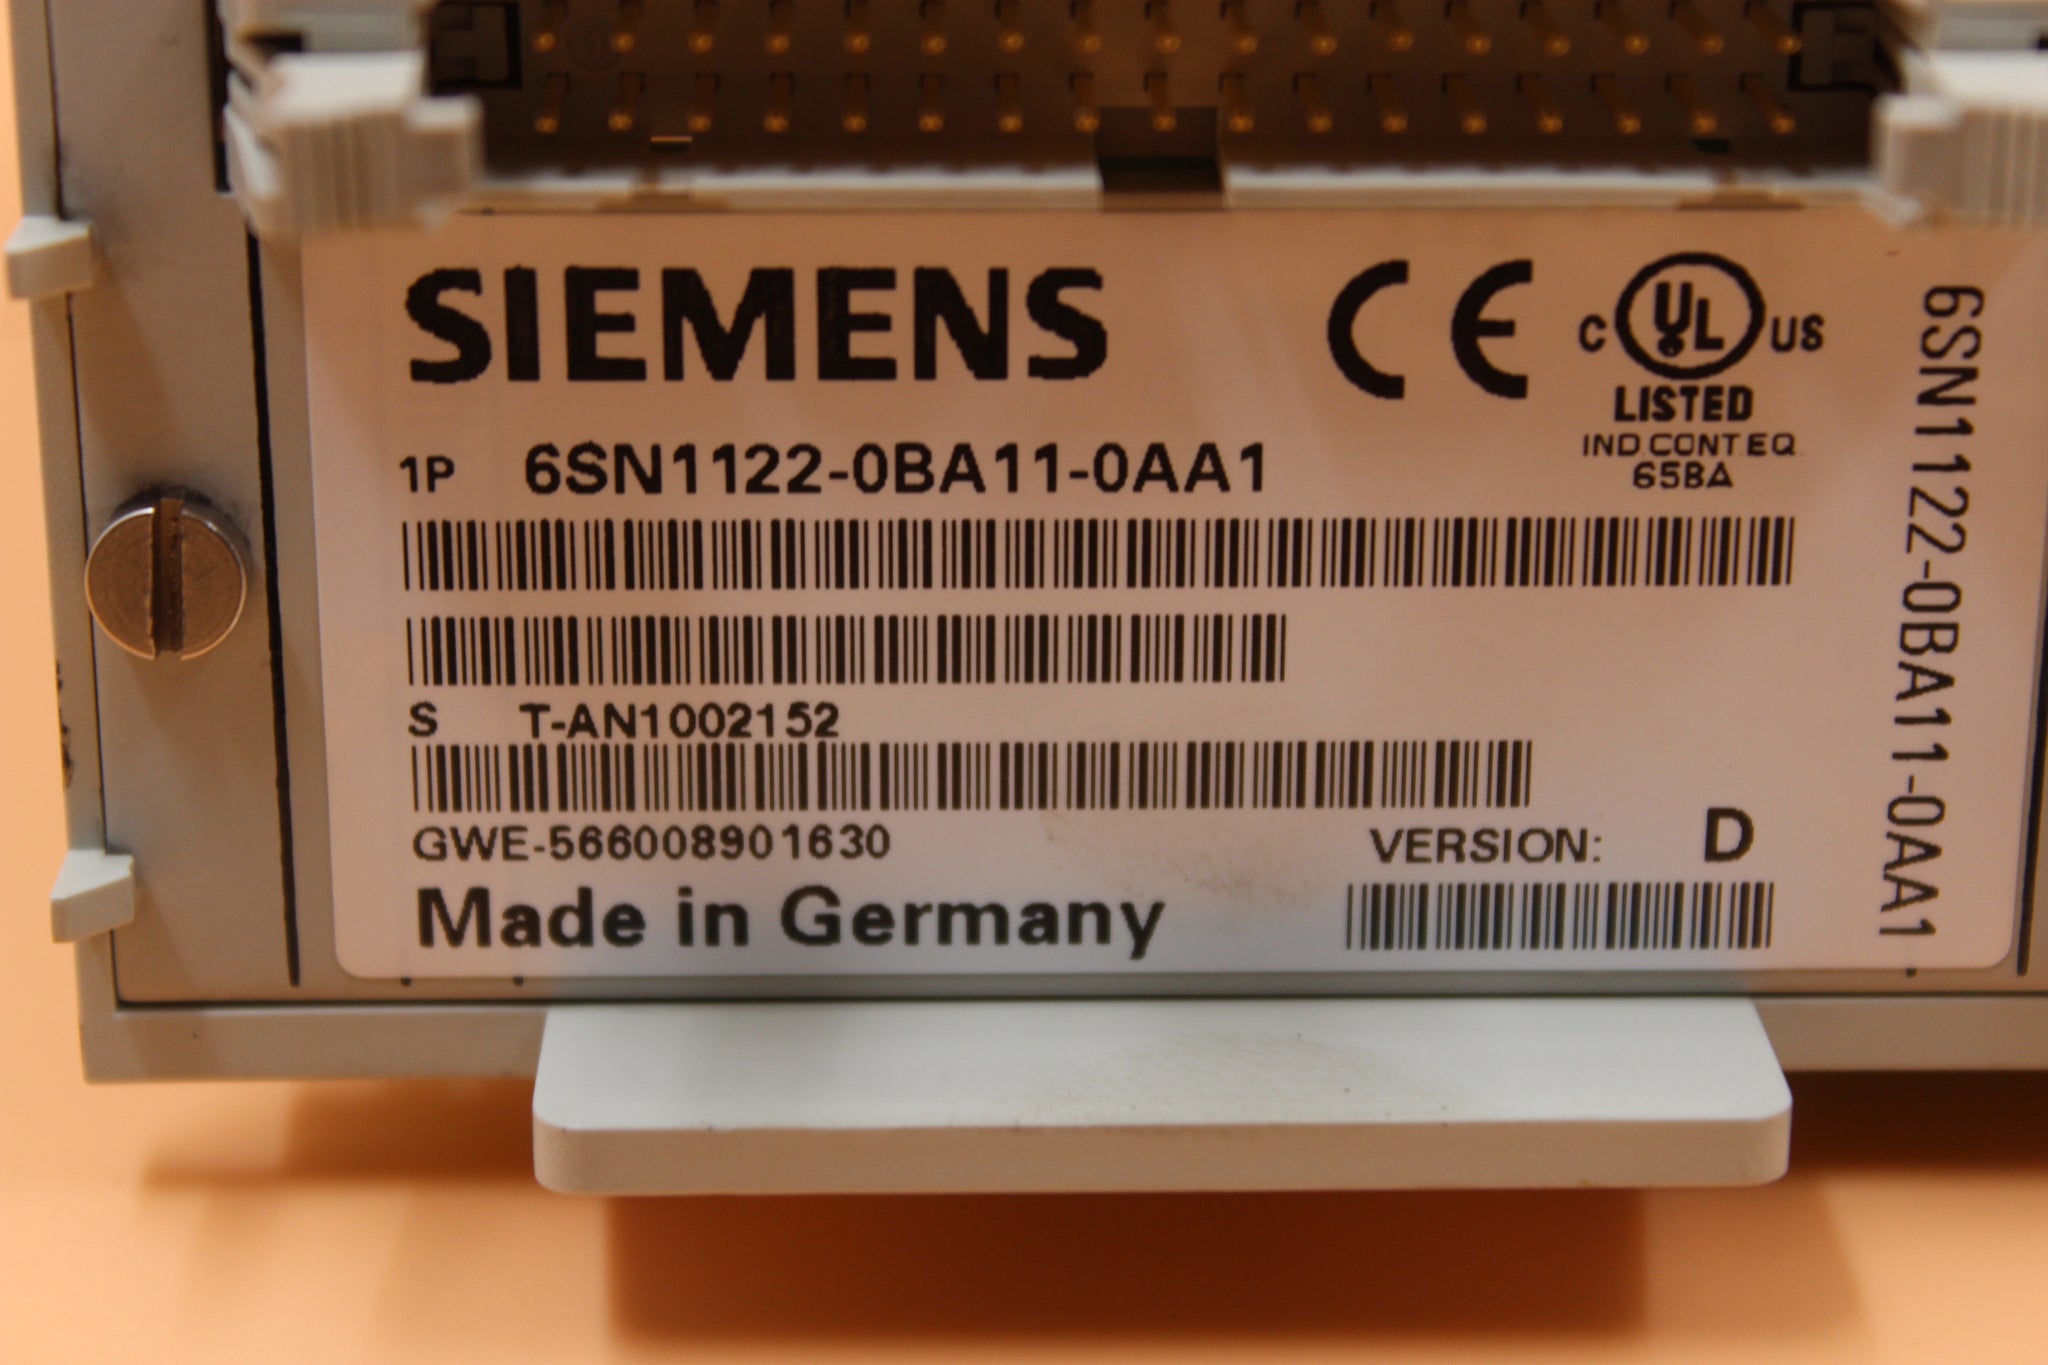 SIEMENS
CE
C UL US
LISTED
IND.CONT.EQ.
65BA
1P 6SN1122-0BA11-0AA1
S T-AN1002152
GWE-566008901630
VERSION: D
Made in Germany
6SN1122-0BA11-0AA1